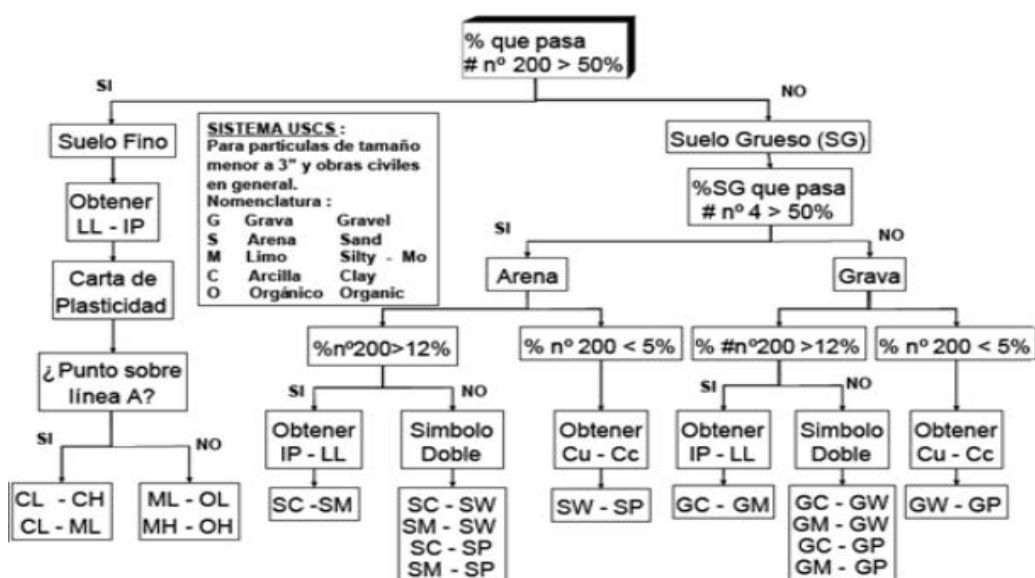 % que pasa
# nº 200 > 50%
SI
NO
Suelo Fino
SISTEMA USCS :
Para particulas de tamaño
menor a 3" y obras civiles
en general.
Nomenclatura :
G Grava Gravel
S Arena Sand
M Limo Silty - Mo
C Arcilla Clay
O Orgánico Organic
Suelo Grueso (SG)
Obtener
LL - IP
%SG que pasa
# nº 4 > 50%
SI
NO
Carta de
Plasticidad
Arena
Grava
¿Punto sobre
línea A?
%nº200>12%
% nº 200 < 5%
% #nº200 >12%
% nº 200 < 5%
SI
NO
SI
NO
SI
NO
Obtener
IP - LL
Simbolo
Doble
Obtener
Cu - Cc
Obtener
IP - LL
Simbolo
Doble
Obtener
Cu - Cc
CL - CH
CL - ML
ML - OL
MH - OH
SC -SM
SC - SW
SM - SW
SC - SP
SM - SP
SW - SP
GC - GM
GC - GW
GM - GW
GC - GP
GM - GP
GW - GP